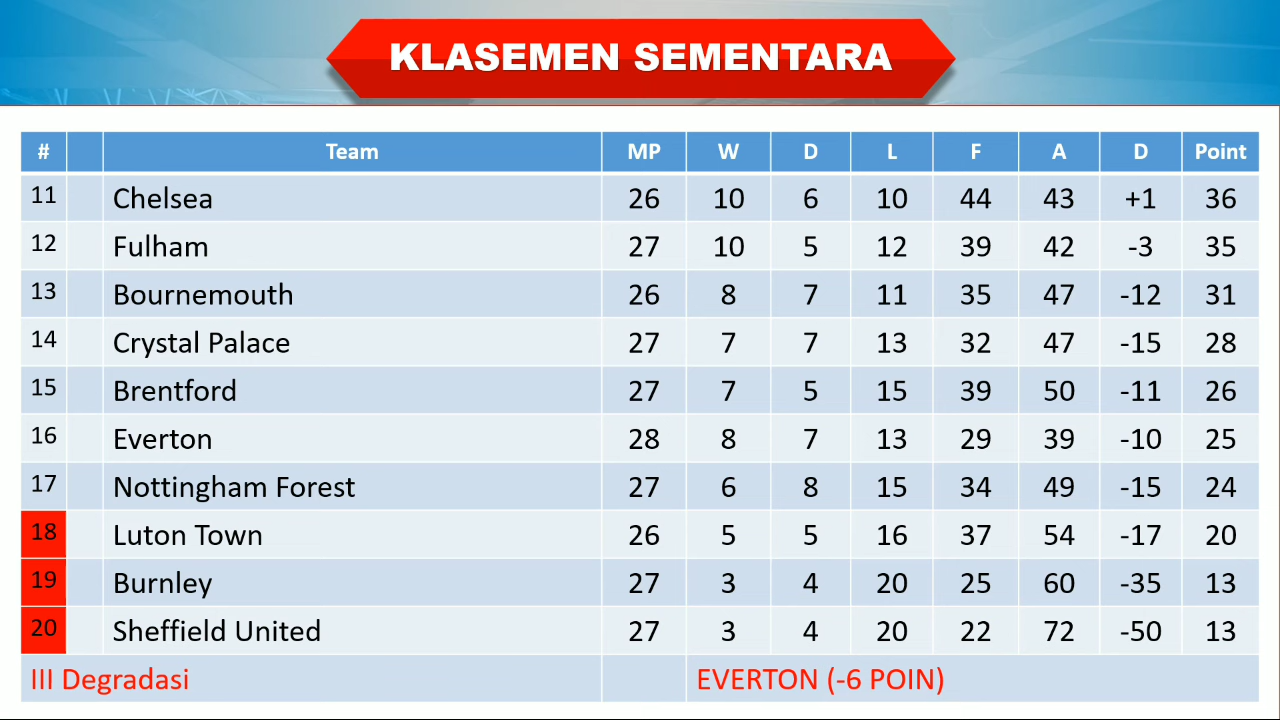 KLASEMEN SEMENTARA
# Team MP W D L F A D Point
11 Chelsea 26 10 6 10 44 43 +1 36
12 Fulham 27 10 5 12 39 42 -3 35
13 Bournemouth 26 8 7 11 35 47 -12 31
14 Crystal Palace 27 7 7 13 32 47 -15 28
15 Brentford 27 7 5 15 39 50 -11 26
16 Everton 28 8 7 13 29 39 -10 25
17 Nottingham Forest 27 6 8 15 34 49 -15 24
18 Luton Town 26 5 5 16 37 54 -17 20
19 Burnley 27 3 4 20 25 60 -35 13
20 Sheffield United 27 3 4 20 22 72 -50 13
III Degradasi EVERTON (-6 POIN)